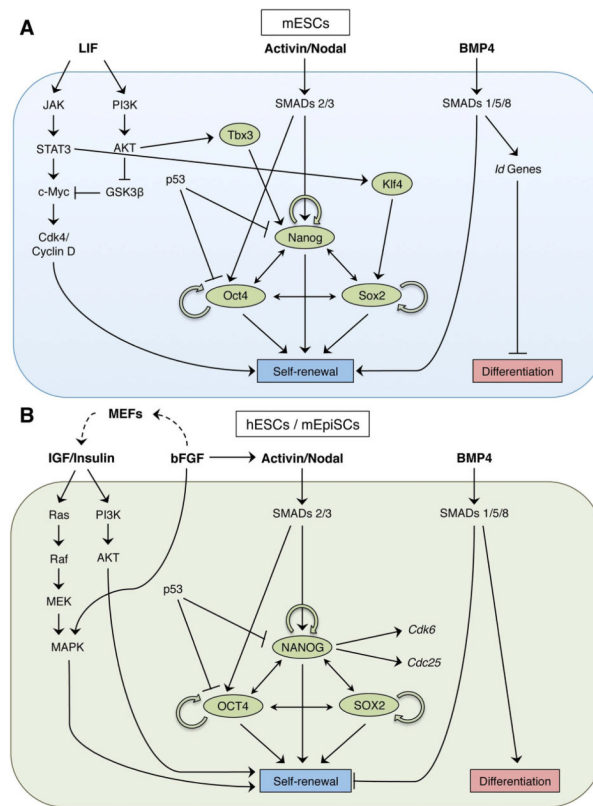 A
mESCs
LIF
Activin/Nodal
BMP4
JAK
PI3K
SMADs 2/3
SMADs 1/5/8
STAT3
AKT
Tbx3
Id Genes
c-Myc
GSK3β
p53
Klf4
Cdk4/
Cyclin D
Nanog
Oct4
Sox2
Self-renewal
Differentiation
B
MEFs
hESCs / mEpiSCs
IGF/Insulin
bFGF
Activin/Nodal
BMP4
Ras
PI3K
SMADs 2/3
SMADs 1/5/8
Raf
AKT
MEK
p53
MAPK
NANOG
Cdk6
Cdc25
OCT4
SOX2
Self-renewal
Differentiation